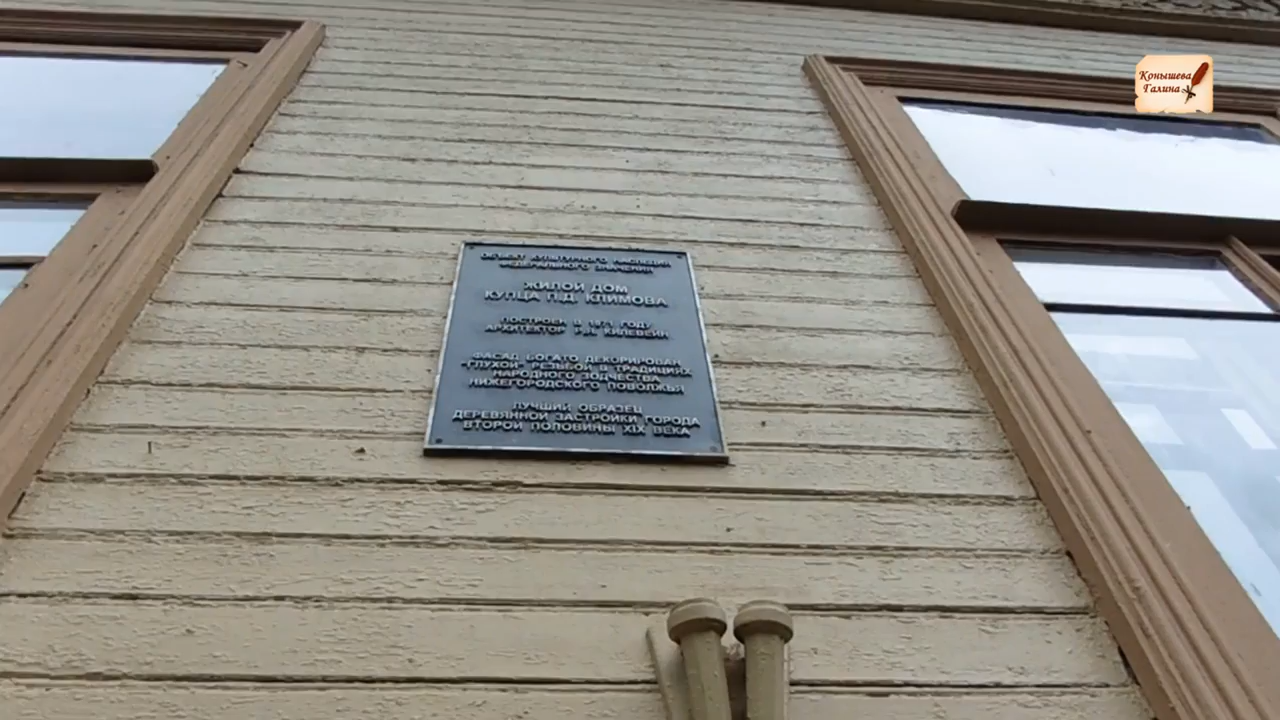 Конышева
Галина
ОБЪЕКТ КУЛЬТУРНОГО НАСЛЕДИЯ
ФЕДЕРАЛЬНОГО ЗНАЧЕНИЯ
ЖИЛОЙ ДОМ
КУПЦА П.Д. КЛИМОВА
ПОСТРОЕН В ГОДУ
АРХИТЕКТОР КИЛЕВЕЙН
ФАСАД БОГАТО ДЕКОРИРОВАН
"ГЛУХОЙ" РЕЗЬБОЙ В ТРАДИЦИЯХ
НАРОДНОГО ЗОДЧЕСТВА
НИЖЕГОРОДСКОГО ПОВОЛЖЬЯ
ЛУЧШИЙ ОБРАЗЕЦ
ДЕРЕВЯННОЙ ЗАСТРОЙКИ ГОРОДА
ВТОРОЙ ПОЛОВИНЫ XIX ВЕКА